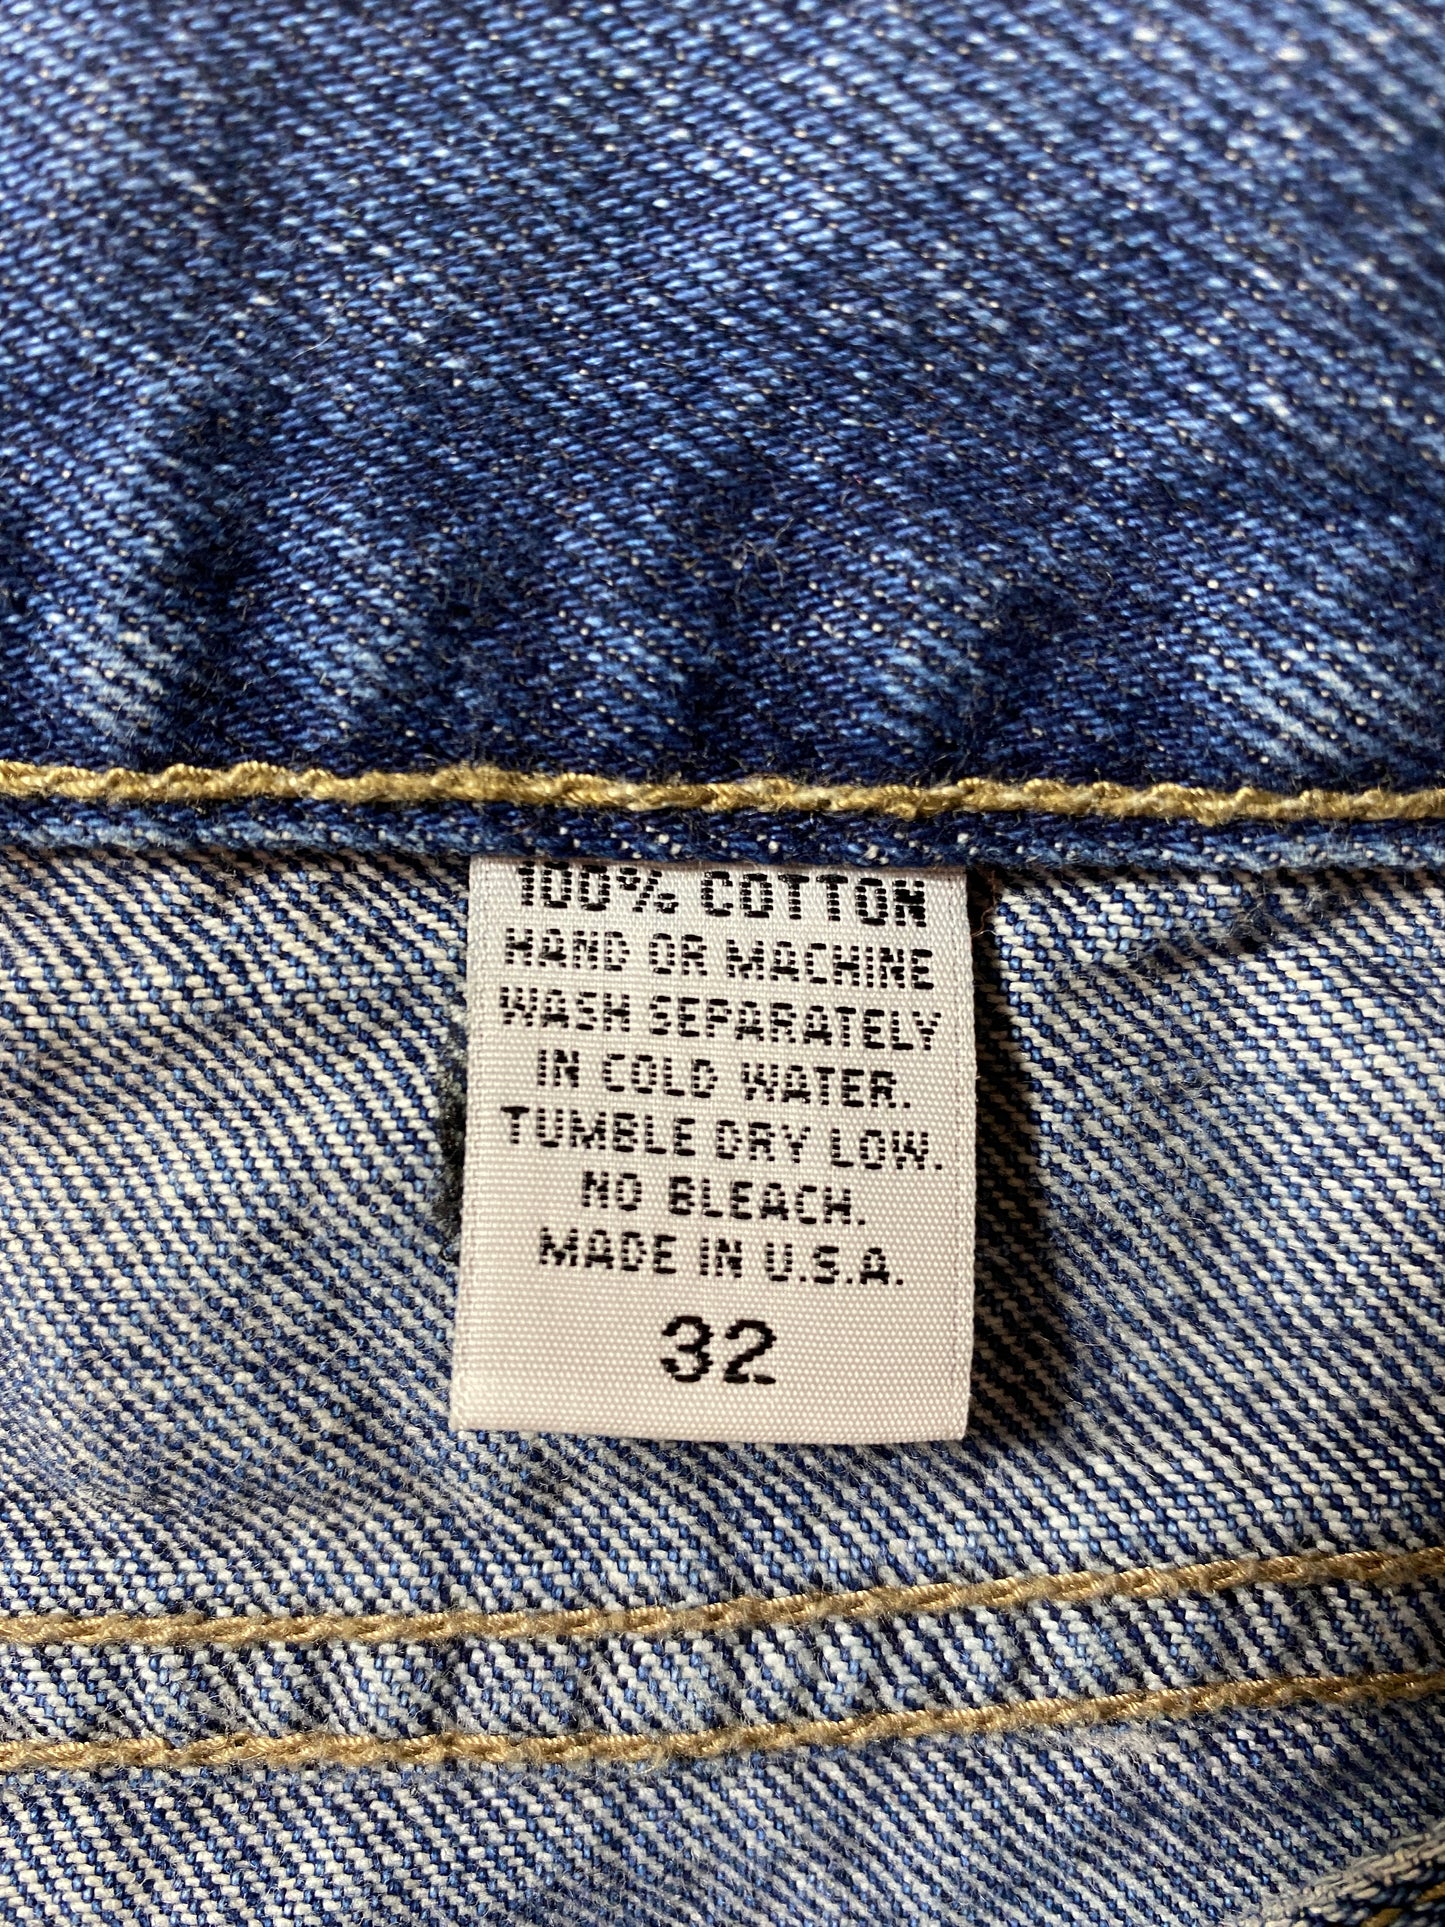 100% COTTON
HAND OR MACHINE
WASH SEPARATELY
IN COLD WATER.
TUMBLE DRY LOW.
NO BLEACH.
MADE IN U.S.A.
32